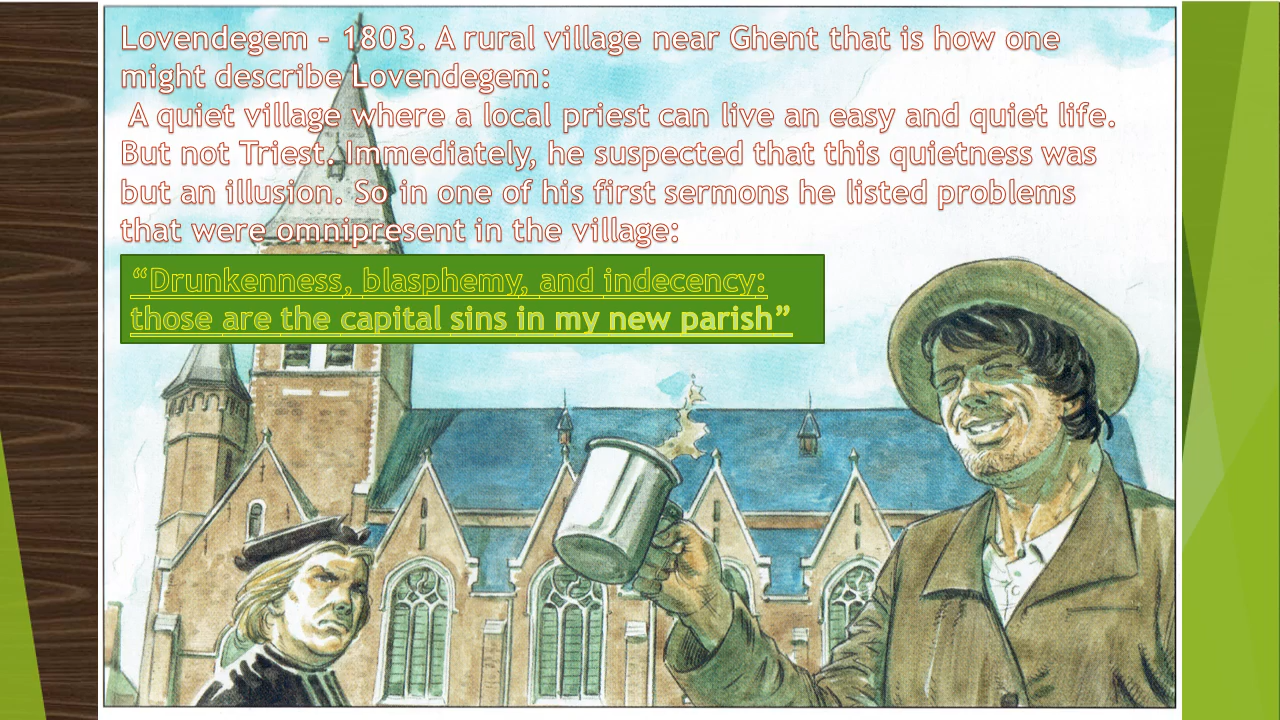 Lovendegem - 1803. A rural village near Ghent that is how one
might describe Lovendegem:
A quiet village where a local priest can live an easy and quiet life.
But not Triest. Immediately, he suspected that this quietness was
but an illusion. So in one of his first sermons he listed problems
that were omnipresent in the village:
“Drunkenness, blasphemy, and indecency:
those are the capital sins in my new parish”